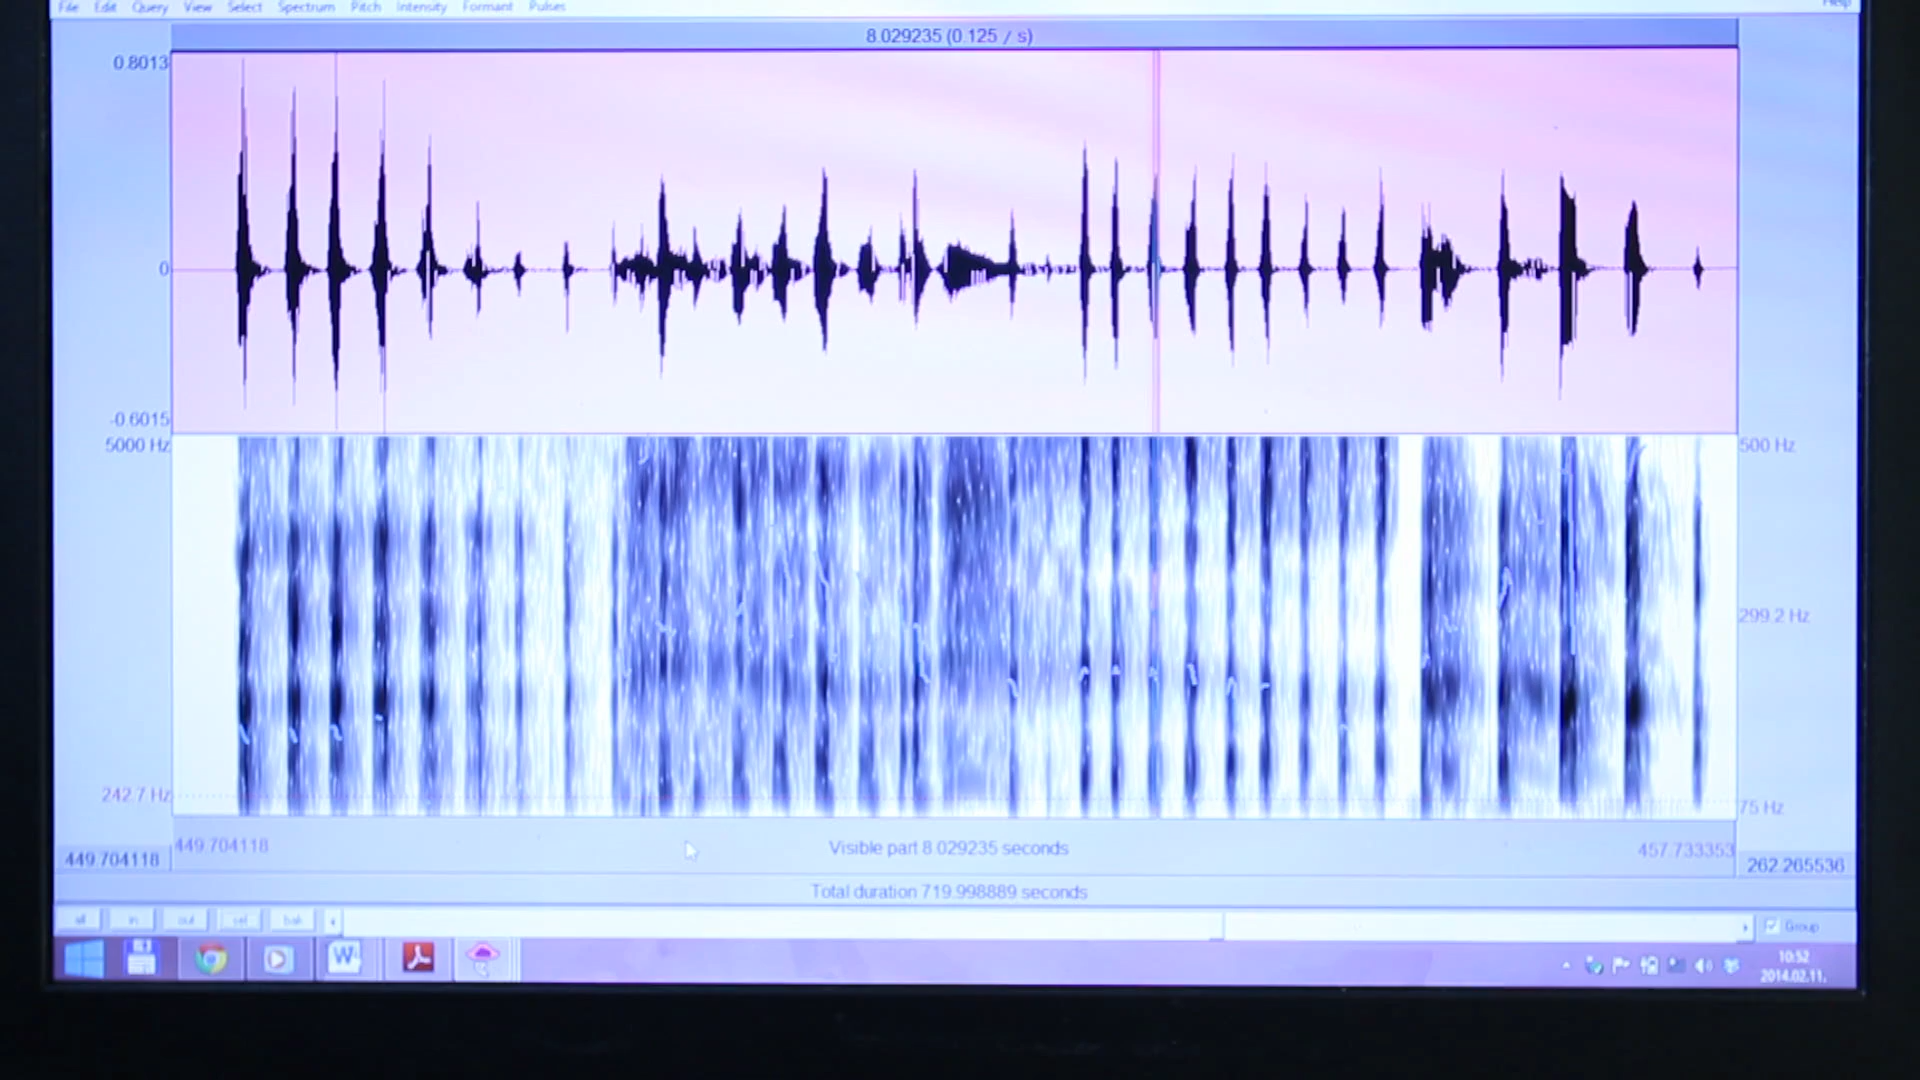 File Edit Query View Select Spectrum Pitch Intensity Formant Pulses Help
8.029235 (0.125 / s)
0.8013
0
-0.6015
5000 Hz
500 Hz
299.2 Hz
242.7 Hz
75 Hz
449.704118
449.704118
Visible part 8.029235 seconds
457.733353
262.265536
Total duration 719.998889 seconds
all in out sel bak
Group
W
10:52
2014.02.11.